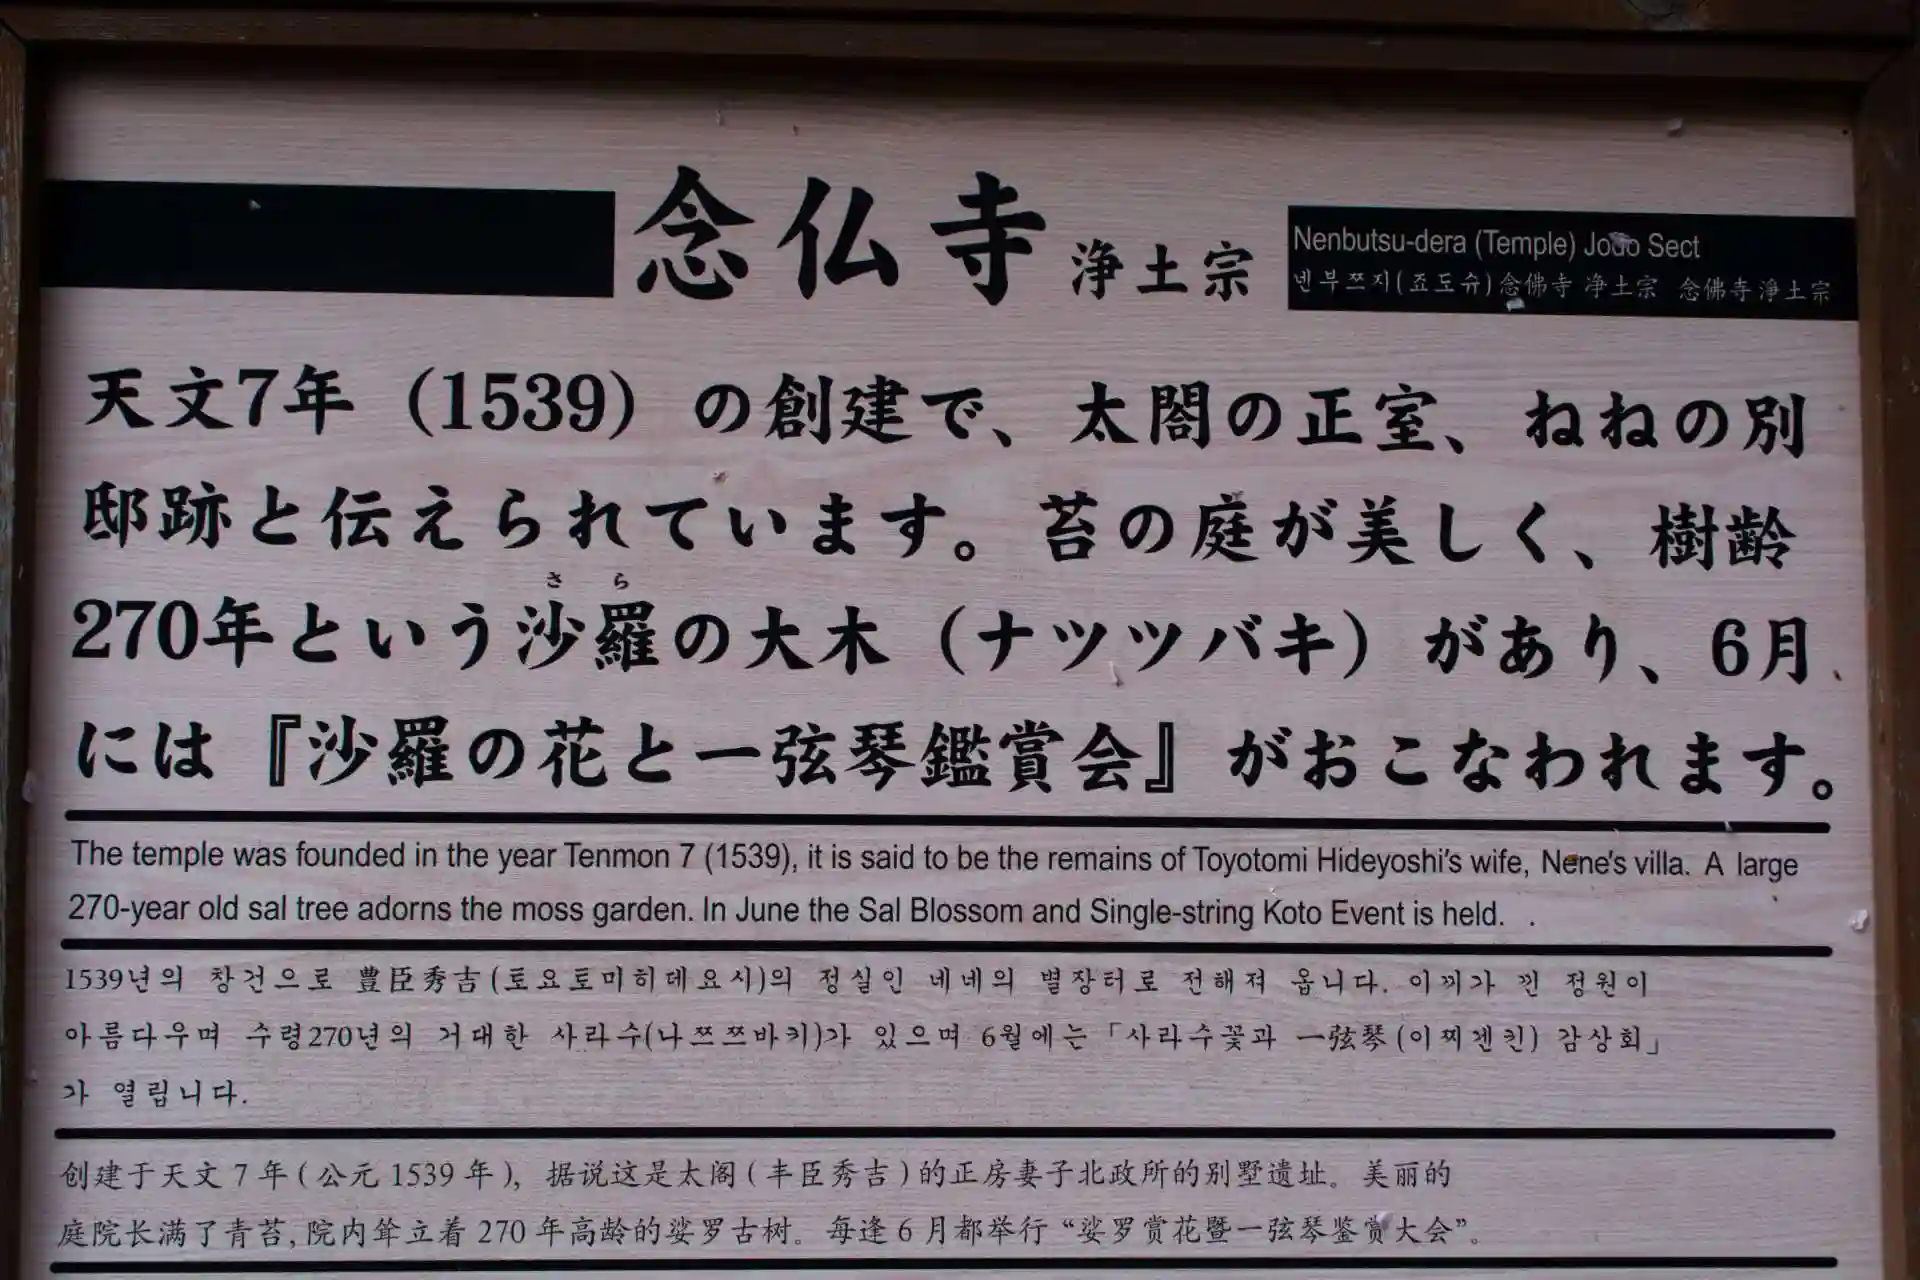 念仏寺 浄土宗
Nenbutsu-dera (Temple) Jodo Sect
넨부쯔지(죠도슈)念佛寺 浄土宗 念佛寺淨土宗
天文7年（1539）の創建で、太閤の正室、ねねの別
邸跡と伝えられています。苔の庭が美しく、樹齢
さら
270年という沙羅の大木（ナツツバキ）があり、6月
には『沙羅の花と一弦琴鑑賞会』がおこなわれます。
The temple was founded in the year Tenmon 7 (1539), it is said to be the remains of Toyotomi Hideyoshi's wife, Nene's villa. A large
270-year old sal tree adorns the moss garden. In June the Sal Blossom and Single-string Koto Event is held. .
1539년의 창건으로 豊臣秀吉(토요토미히데요시)의 정실인 네네의 별장터로 전해져 옵니다. 이끼가 낀 정원이
아름다우며 수령270년의 거대한 사라수(나쯔쯔바키)가 있으며 6월에는「사라수꽃과 一弦琴(이찌겐킨) 감상회」
가 열립니다.
创建于天文 7 年 ( 公元 1539 年 )，据说这是太阁 ( 丰臣秀吉 ) 的正房妻子北政所的别墅遗址。美丽的
庭院长满了青苔, 院内耸立着 270 年高龄的娑罗古树。每逢 6 月都举行 “娑罗赏花暨一弦琴鉴赏大会”。